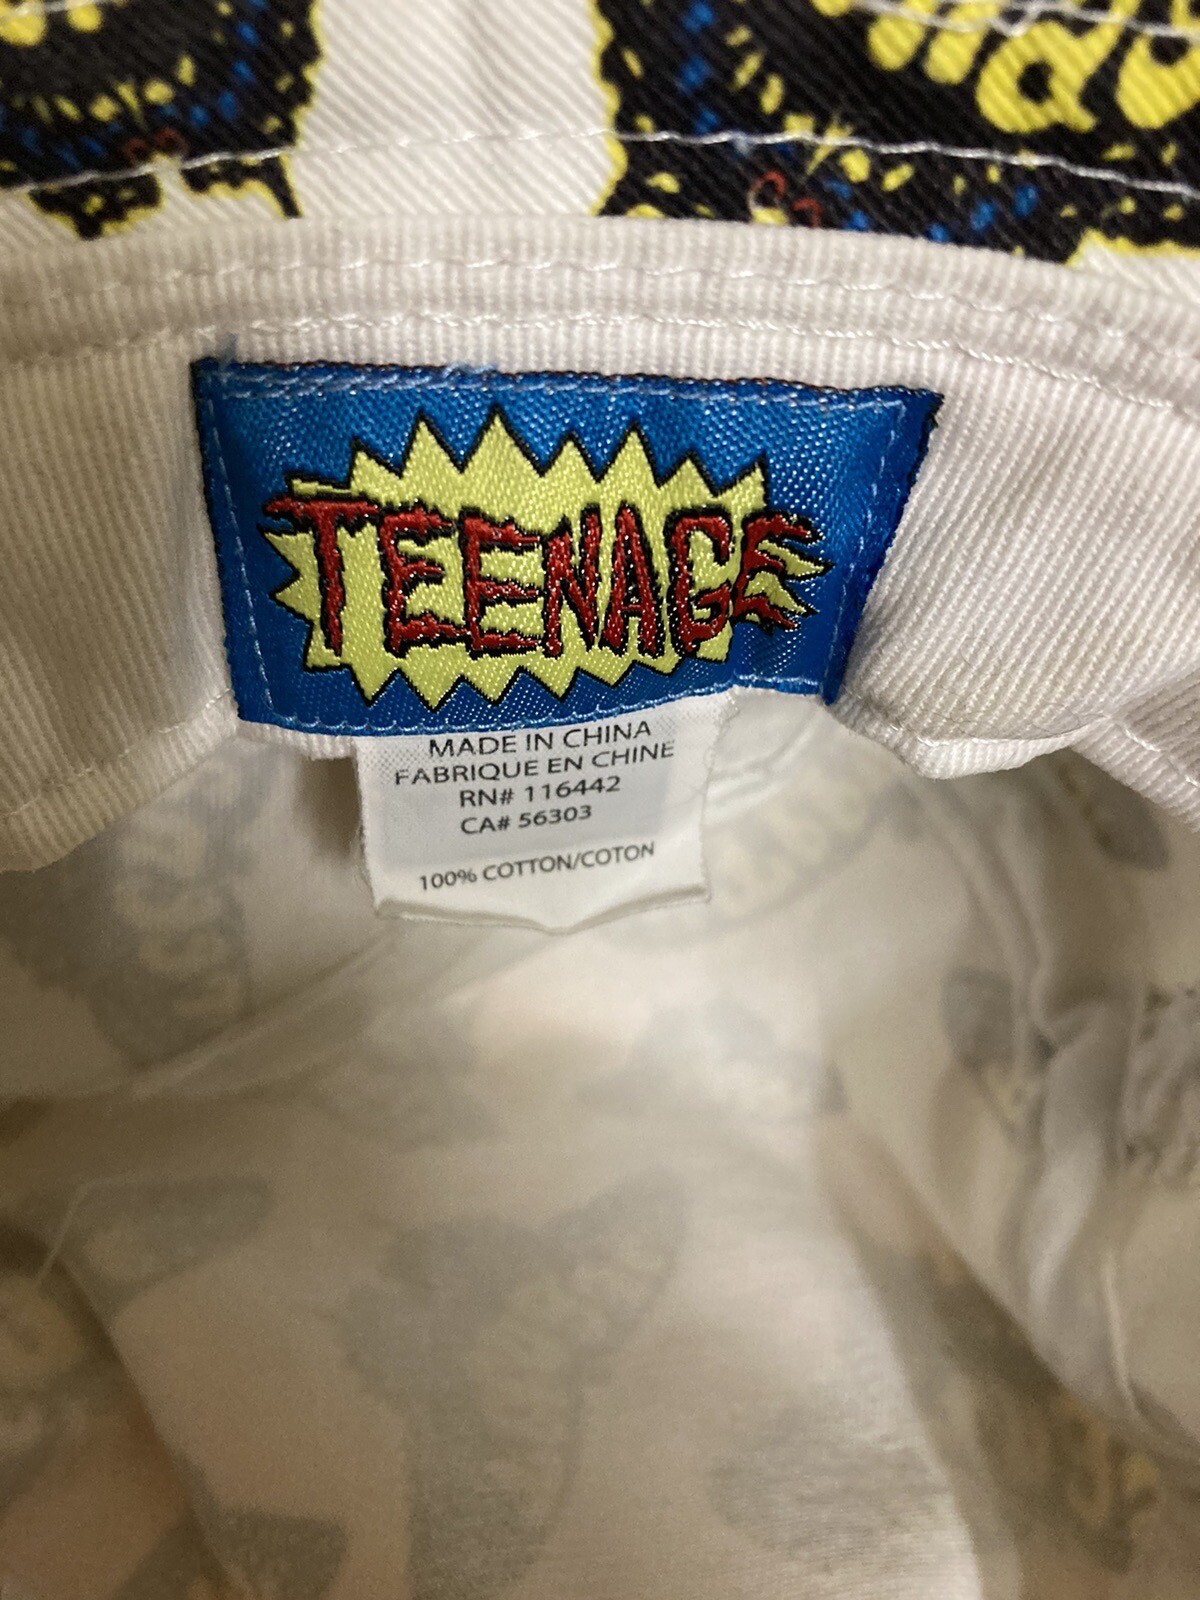 TEENAGE
MADE IN CHINA
FABRIQUE EN CHINE
RN# 116442
CA# 56303
100% COTTON/COTON